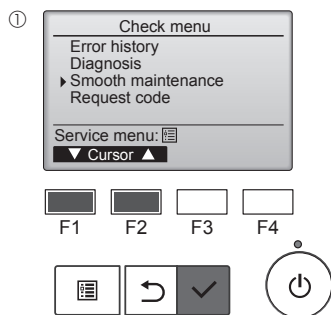 ①
Check menu
Error history
Diagnosis
Smooth maintenance
Request code
Service menu:
▼ Cursor ▲
F1 F2 F3 F4